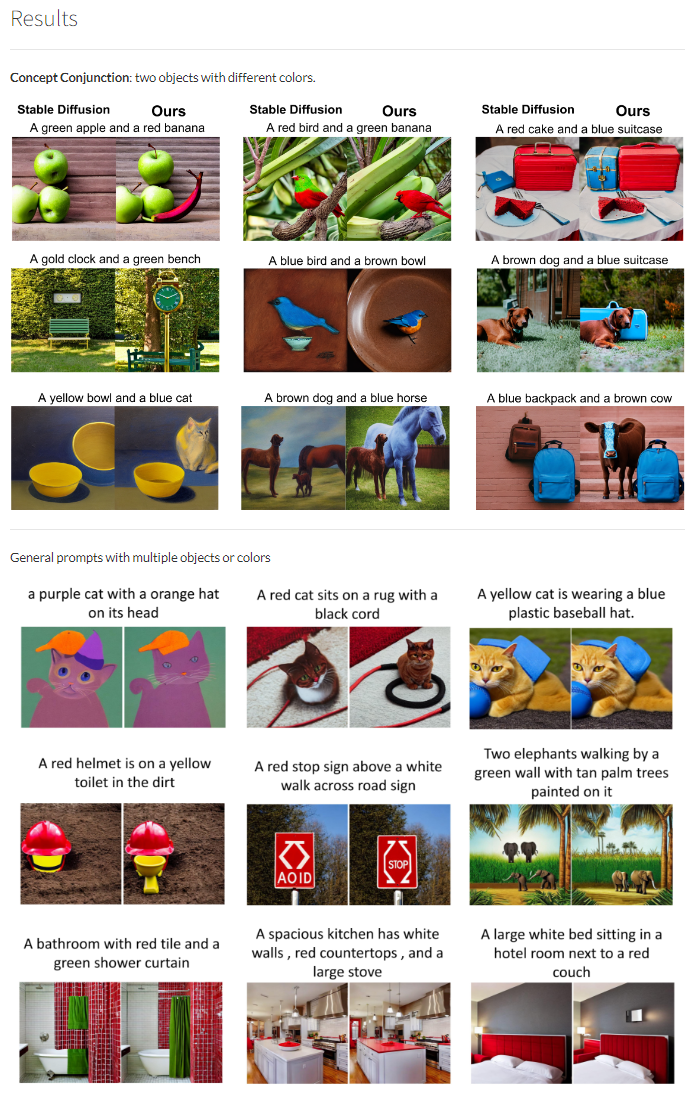 Results
Concept Conjunction: two objects with different colors.
Stable Diffusion Ours
A green apple and a red banana
Stable Diffusion Ours
A red bird and a green banana
Stable Diffusion Ours
A red cake and a blue suitcase
A gold clock and a green bench
A blue bird and a brown bowl
A brown dog and a blue suitcase
A yellow bowl and a blue cat
A brown dog and a blue horse
A blue backpack and a brown cow
General prompts with multiple objects or colors
a purple cat with a orange hat
on its head
A red cat sits on a rug with a
black cord
A yellow cat is wearing a blue
plastic baseball hat.
A red helmet is on a yellow
toilet in the dirt
A red stop sign above a white
walk across road sign
Two elephants walking by a
green wall with tan palm trees
painted on it
AOID
STOP
A bathroom with red tile and a
green shower curtain
A spacious kitchen has white
walls , red countertops , and a
large stove
A large white bed sitting in a
hotel room next to a red
couch